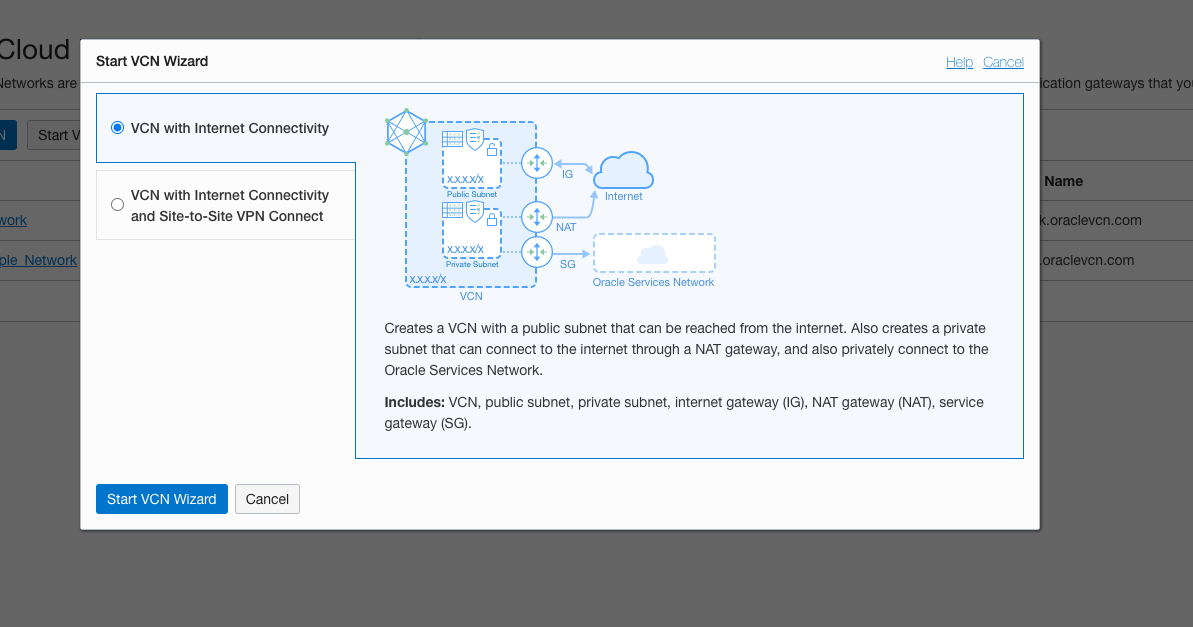 Cloud
Start VCN Wizard
Help Cancel
Networks are
ication gateways that you
VCN with Internet Connectivity
N
Start V
VCN with Internet Connectivity
and Site-to-Site VPN Connect
x.x.x.x/x
Public Subnet
IG
Internet
x.x.x.x/x
Private Subnet
NAT
SG
x.x.x.x/x
VCN
Oracle Services Network
Name
work
k.oraclevcn.com
ple_Network
.oraclevcn.com
Creates a VCN with a public subnet that can be reached from the internet. Also creates a private
subnet that can connect to the internet through a NAT gateway, and also privately connect to the
Oracle Services Network.
Includes: VCN, public subnet, private subnet, internet gateway (IG), NAT gateway (NAT), service
gateway (SG).
Start VCN Wizard
Cancel